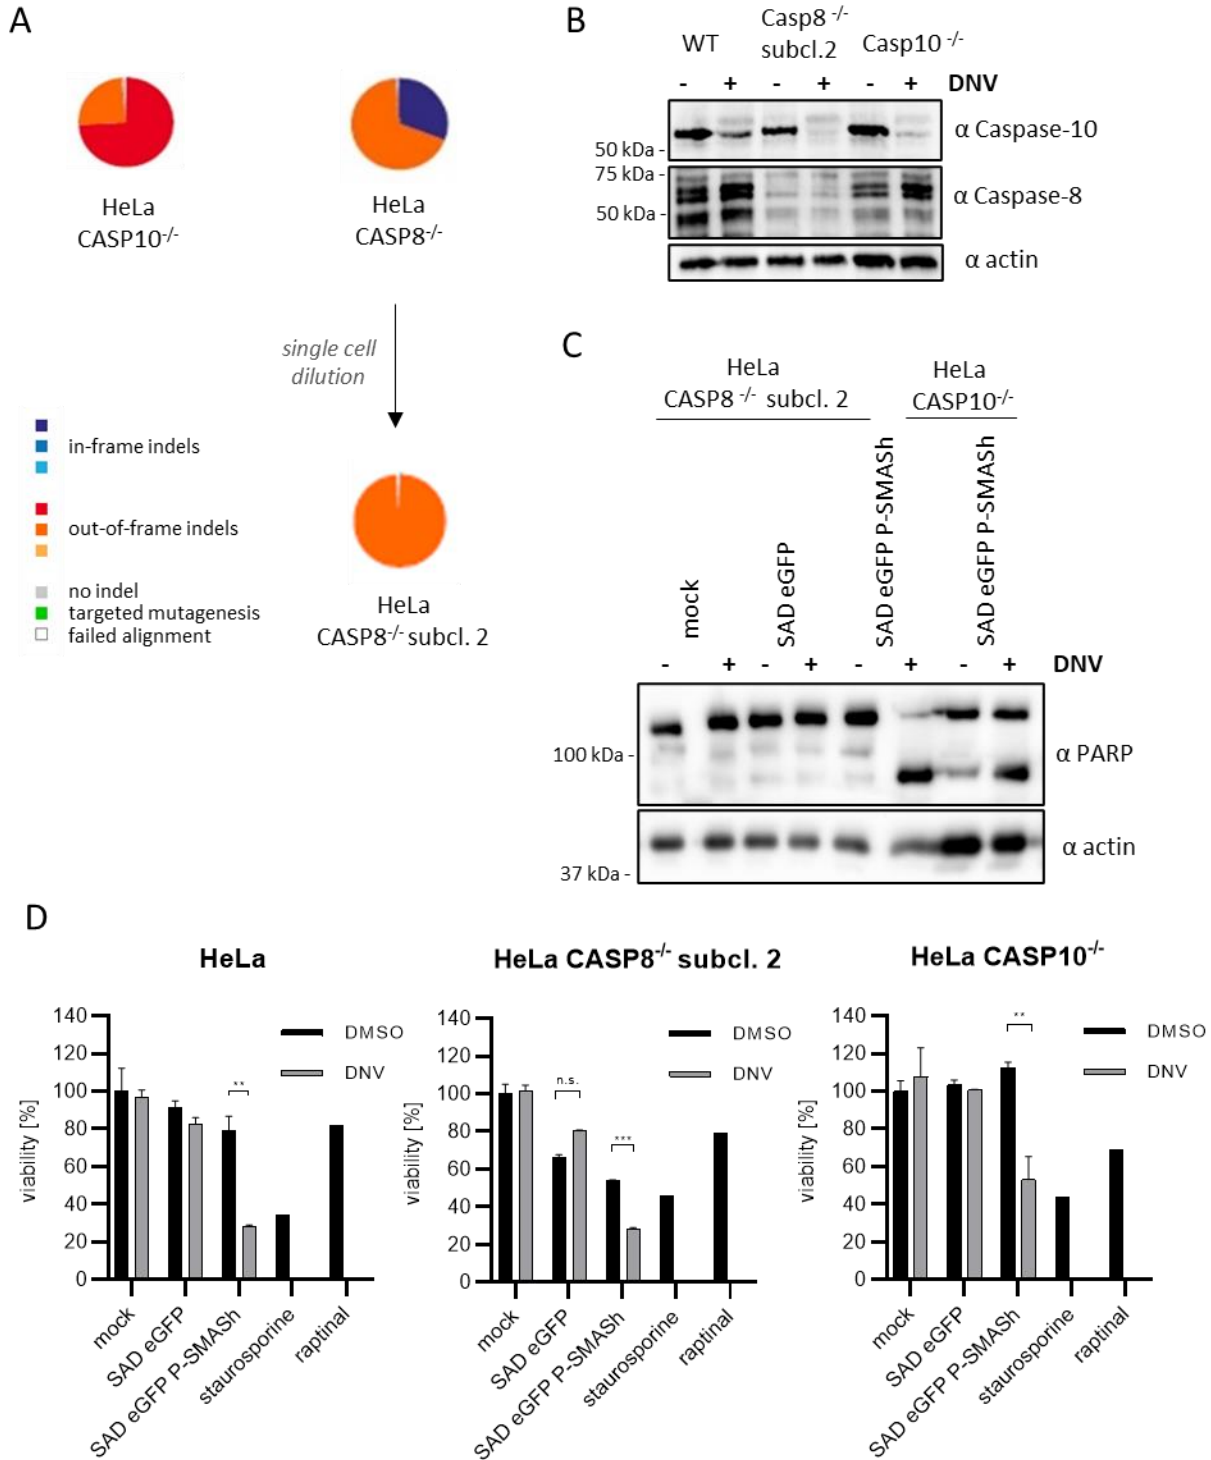 A
HeLa
CASP10-/-
HeLa
CASP8-/-
single cell
dilution
in-frame indels
out-of-frame indels
no indel
targeted mutagenesis
failed alignment
HeLa
CASP8-/- subcl. 2
B
WT
Casp8 -/-
subcl.2
Casp10 -/-
- + - + - + DNV
50 kDa -
α Caspase-10
75 kDa -
50 kDa -
α Caspase-8
α actin
C
HeLa
CASP8 -/- subcl. 2
HeLa
CASP10-/-
mock
SAD eGFP
SAD eGFP P-SMASh
SAD eGFP P-SMASh
- + - + - + - + DNV
100 kDa -
α PARP
37 kDa -
α actin
D
HeLa
140
120
100
80
60
40
20
0
viability [%]
DMSO
DNV
**
mock
SAD eGFP
SAD eGFP P-SMASh
staurosporine
raptinal
HeLa CASP8-/- subcl. 2
140
120
100
80
60
40
20
0
viability [%]
DMSO
DNV
n.s.
***
mock
SAD eGFP
SAD eGFP P-SMASh
staurosporine
raptinal
HeLa CASP10-/-
140
120
100
80
60
40
20
0
viability [%]
DMSO
DNV
**
mock
SAD eGFP
SAD eGFP P-SMASh
staurosporine
raptinal